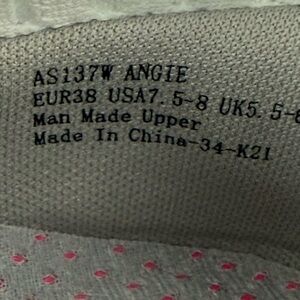 AS137W ANGIE
EUR38 USA7.5-8 UK5.5-6
Man Made Upper
Made In China-34-K21